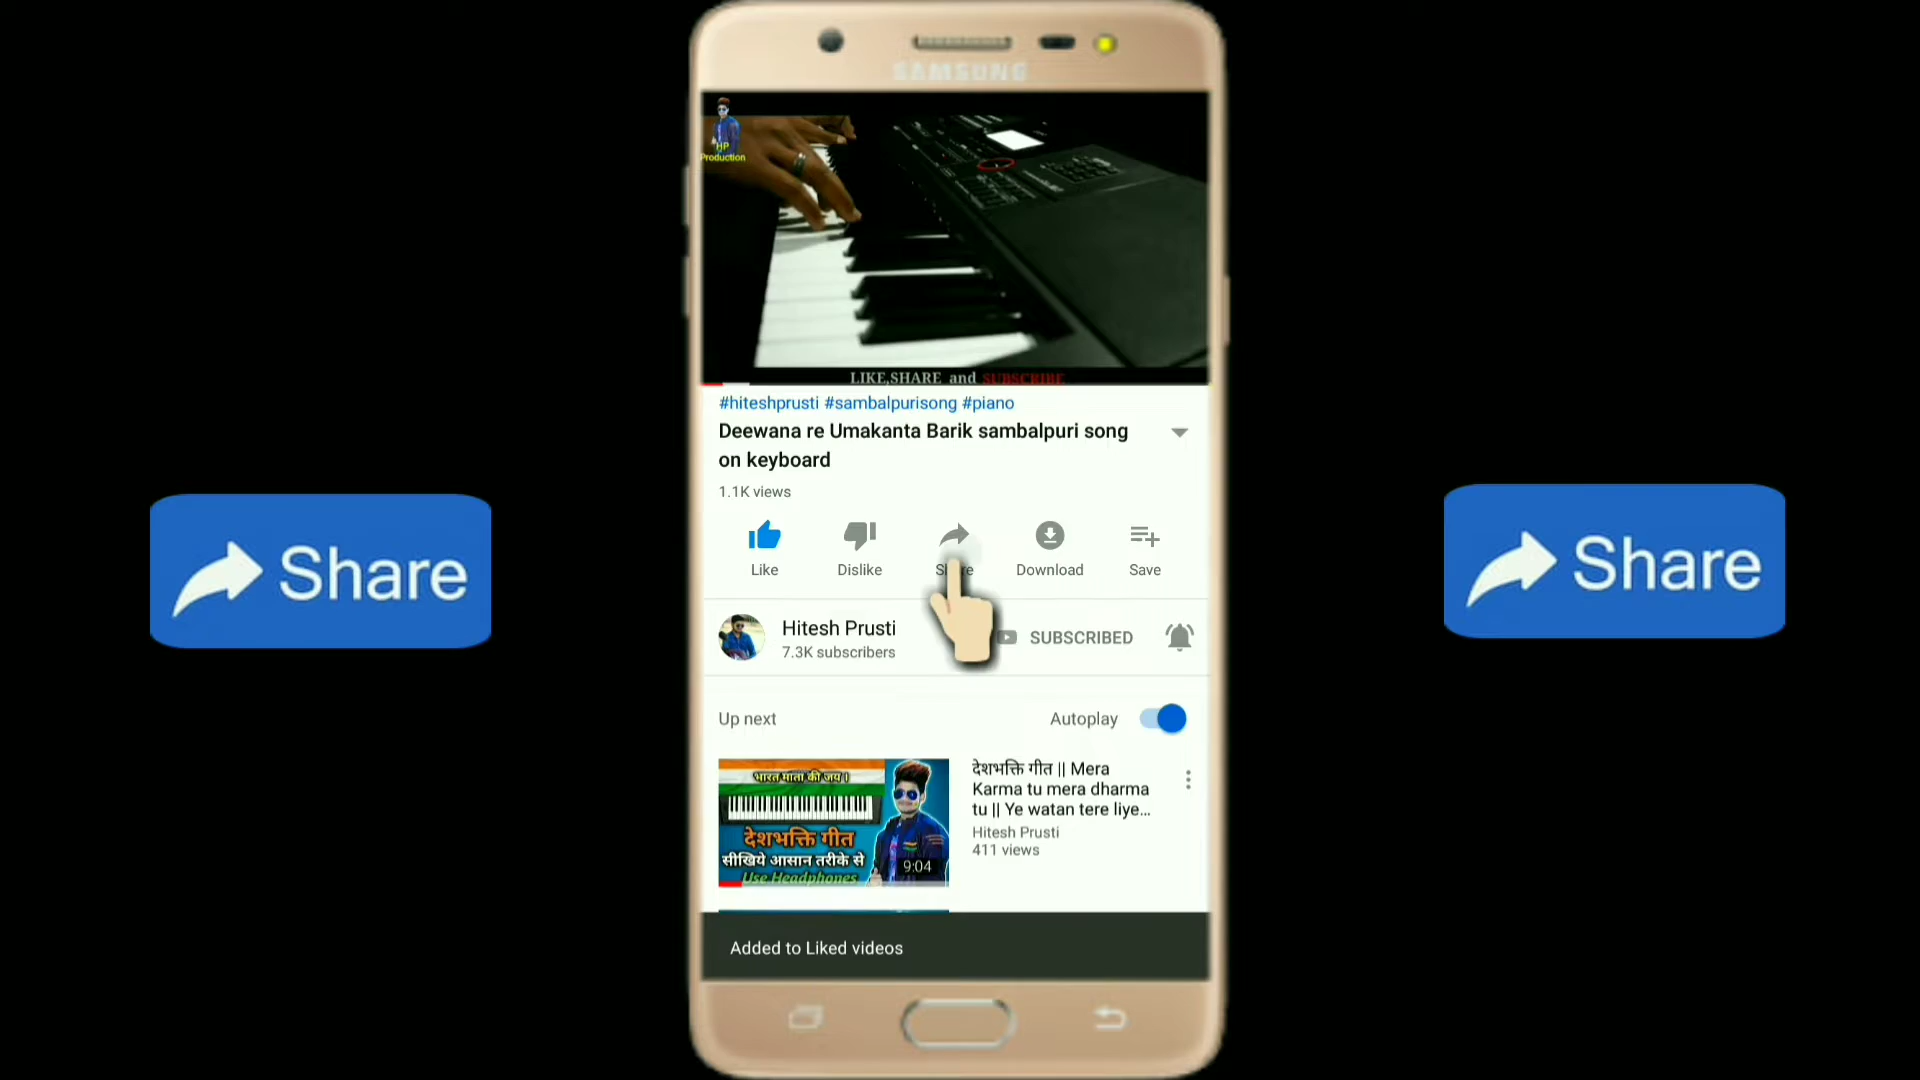 SAMSUNG
HP
Production
LIKE,SHARE and SUBSCRIBE
#hiteshprusti #sambalpurisong #piano
Deewana re Umakanta Barik sambalpuri song
on keyboard
1.1K views
Like Dislike Share Download Save
Share
Share
Hitesh Prusti
7.3K subscribers
SUBSCRIBED
Up next
Autoplay
भारत माता की जय।
देशभक्ति गीत
सीखिये आसान तरीके से
Use Headphones
9:04
देशभक्ति गीत || Mera
Karma tu mera dharma
tu || Ye watan tere liye...
Hitesh Prusti
411 views
Added to Liked videos